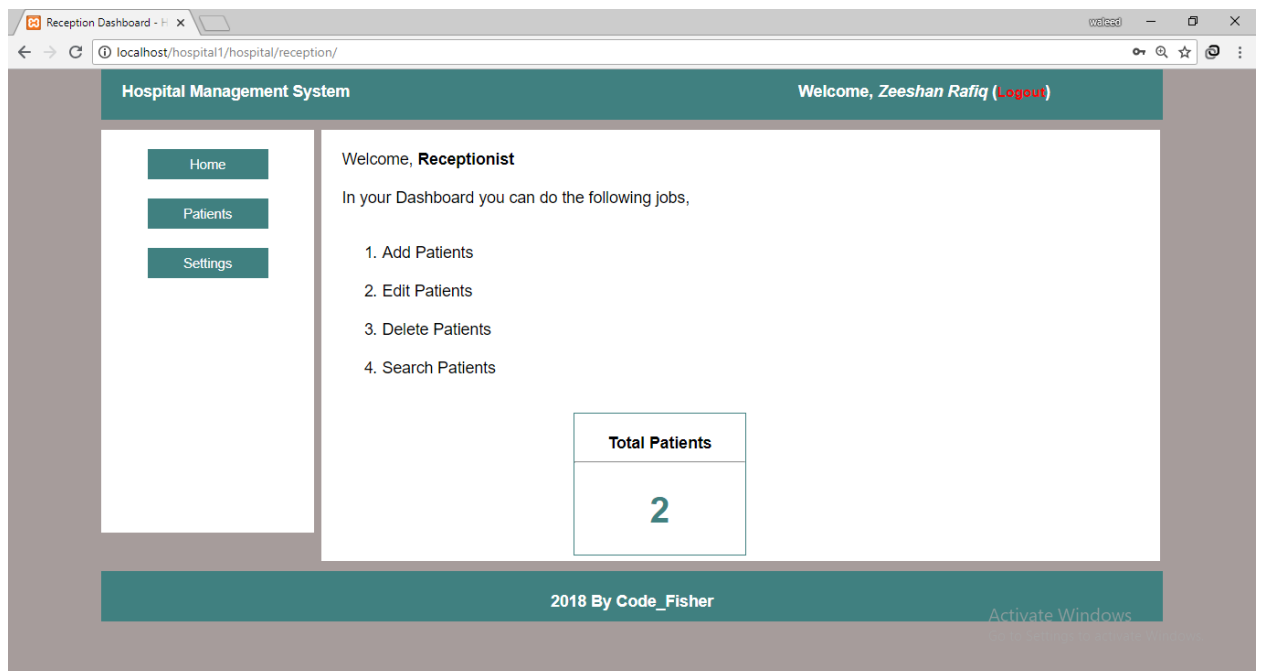 Reception Dashboard - H
waleed
localhost/hospital1/hospital/reception/
Hospital Management System
Welcome, Zeeshan Rafiq (Logout)
Home
Patients
Settings
Welcome, Receptionist
In your Dashboard you can do the following jobs,
1. Add Patients
2. Edit Patients
3. Delete Patients
4. Search Patients
Total Patients
2
2018 By Code_Fisher
Activate Windows